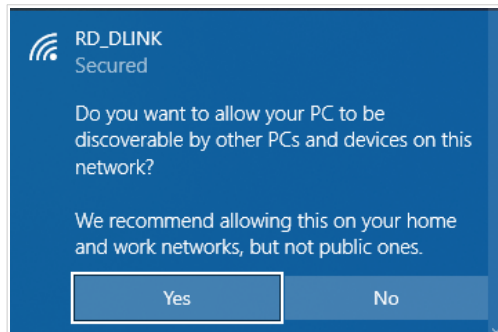 RD_DLINK
Secured
Do you want to allow your PC to be
discoverable by other PCs and devices on this
network?
We recommend allowing this on your home
and work networks, but not public ones.
Yes
No